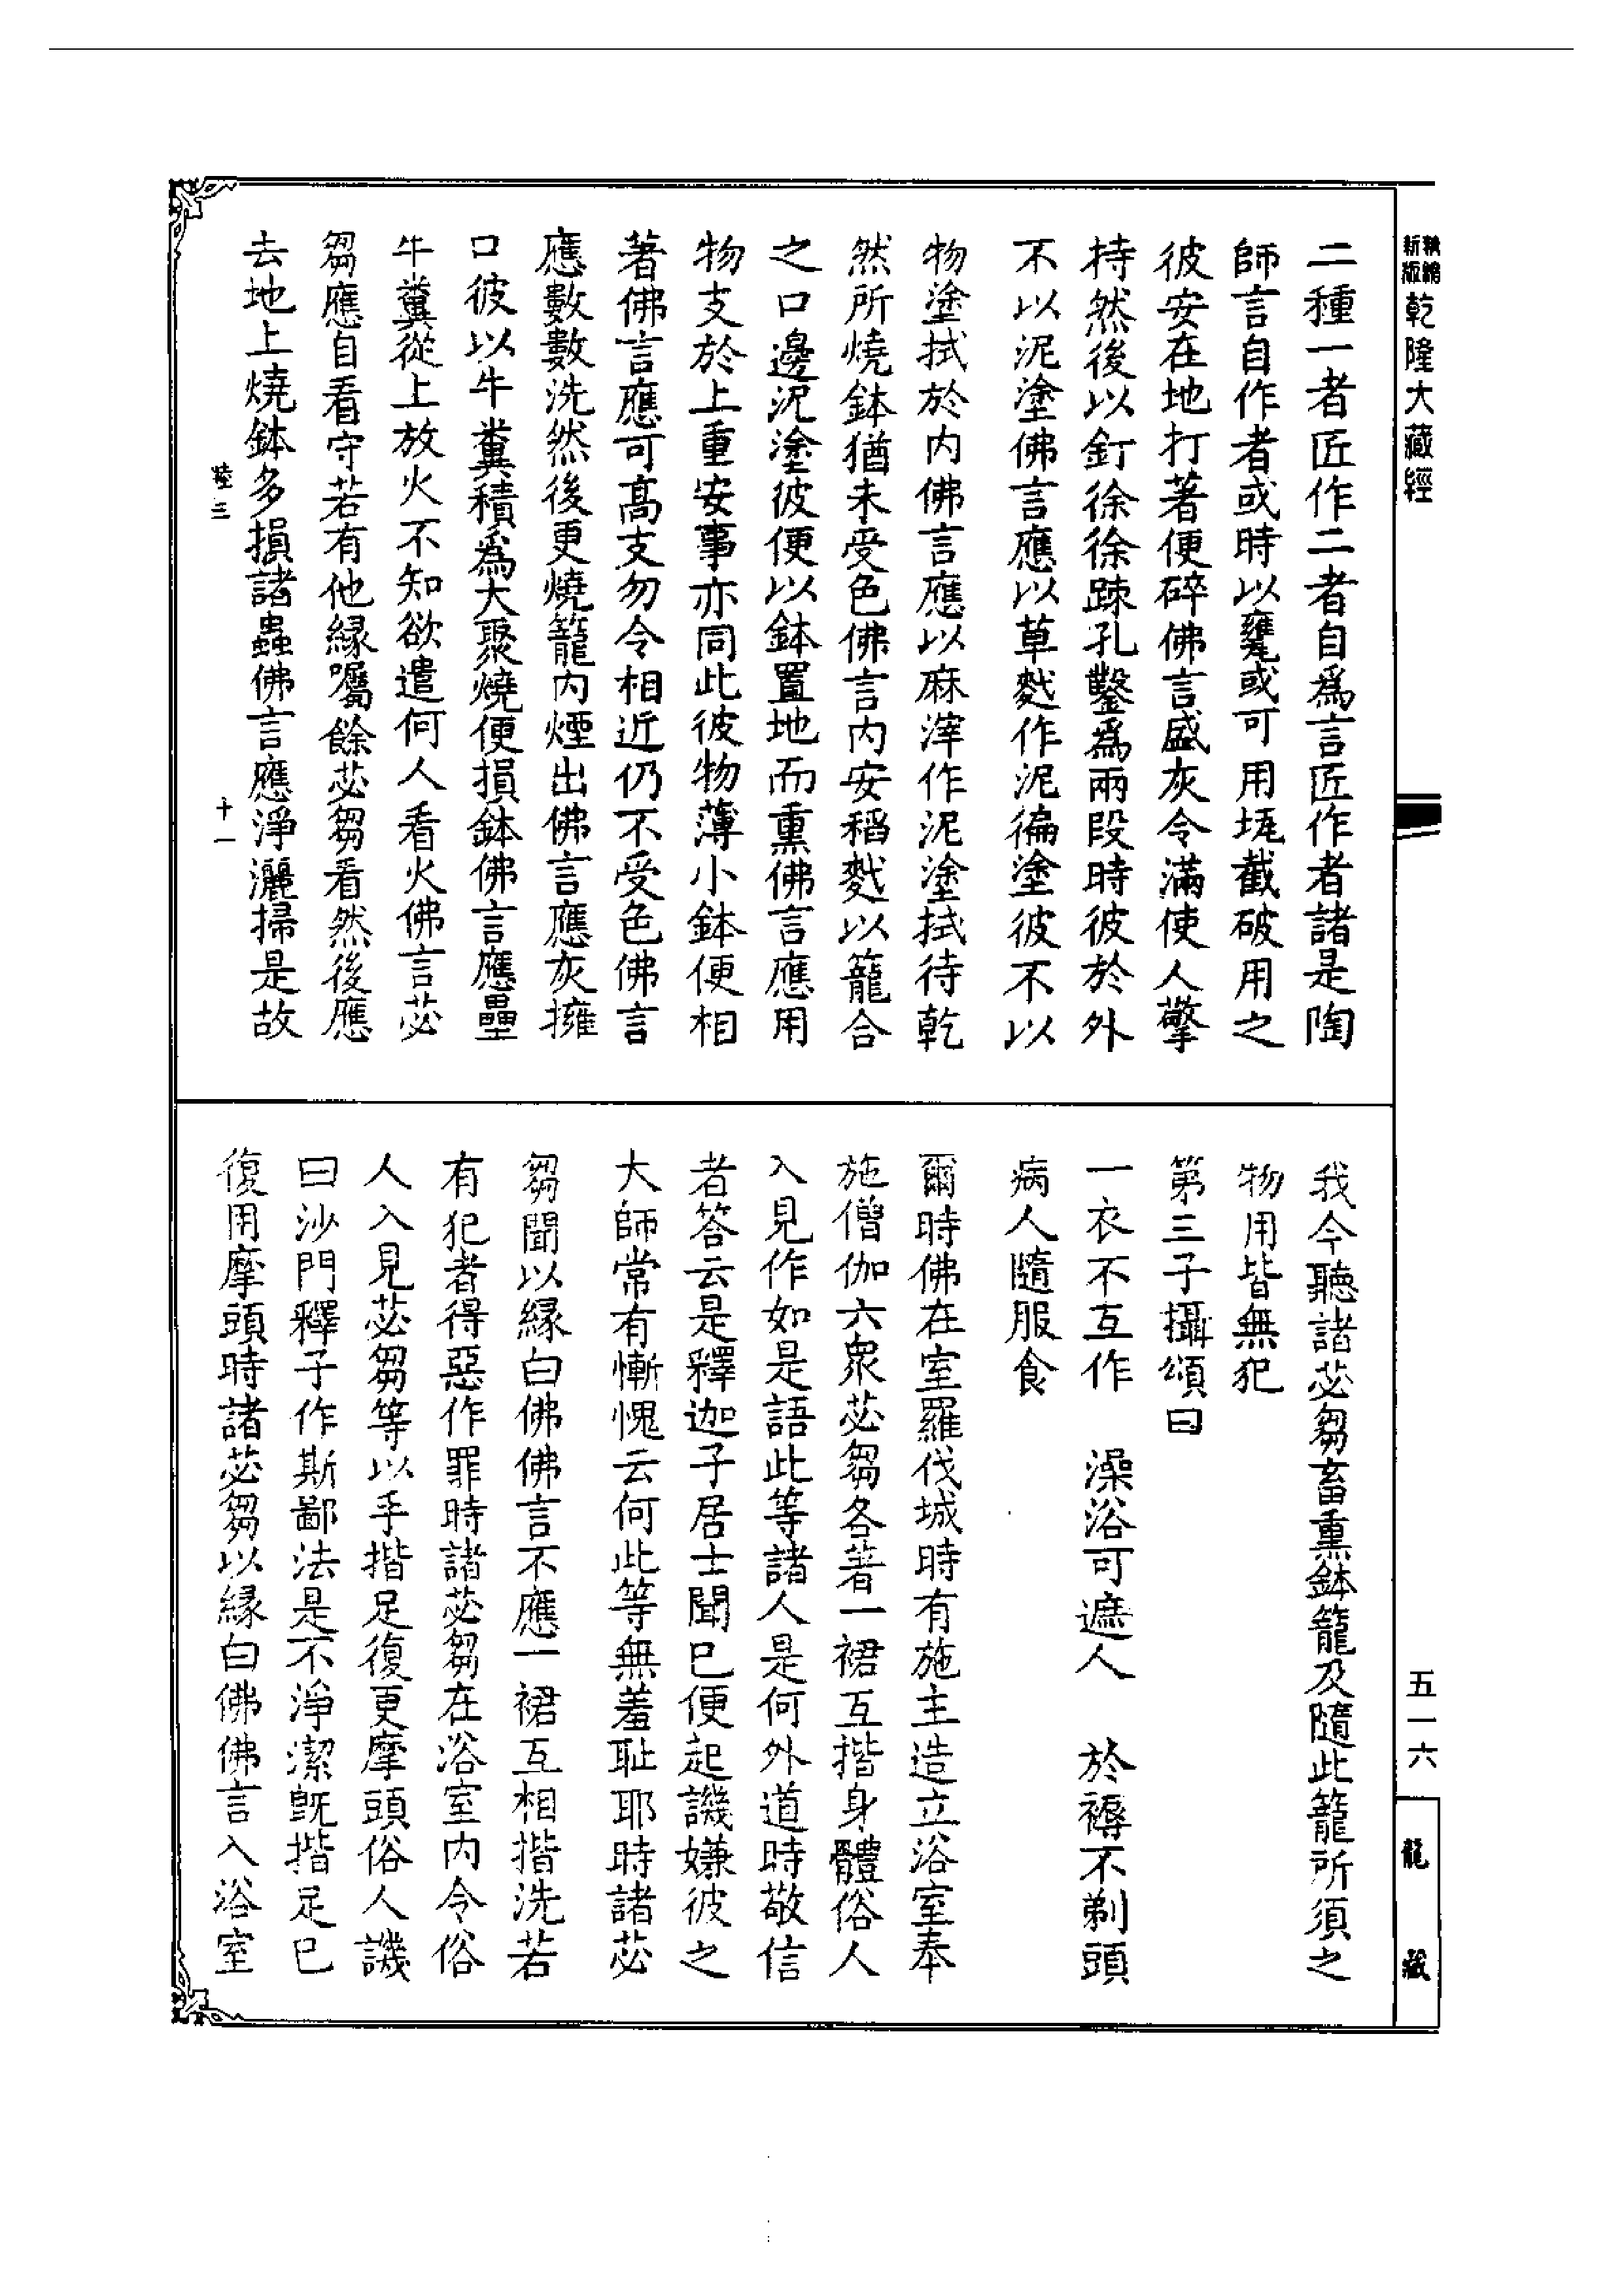 新版乾隆大藏經
二種一者匠作二者自爲言匠作者諸是陶
師言自作者或時以甕或可用坭截破用之
彼安在地打著便碎佛言盛灰令滿使人擎
持然後以釘徐徐踈孔鑿爲兩段時彼於外
不以泥塗佛言應以草𪍿作泥徧塗彼不以
物塗拭於內佛言應以麻滓作泥塗拭待乾
然所燒鉢猶未受色佛言內安稻𪍿以籠合
之口邊泥塗彼便以鉢置地而熏佛言應用
物支於上重安事亦同此彼物薄小鉢便相
著佛言應可高支勿令相近仍不受色佛言
應數數洗然後更燒籠內煙出佛言應灰擁
口彼以牛糞積爲大聚燒便損鉢佛言應壘
牛糞從上放火不知欲遣何人看火佛言苾
芻應自看守若有他緣囑餘苾芻看然後應
去地上燒鉢多損諸蟲佛言應淨灑掃是故
陸三 十一
我今聽諸苾芻畜熏鉢籠及隨此籠所須之
物用皆無犯
第三子攝頌曰
一衣不互作 澡浴可遮人 於褥不剃頭
病人隨服食
爾時佛在室羅伐城時有施主造立浴室奉
施僧伽六衆苾芻各著一裙互揩身體俗人
入見作如是語此等諸人是何外道時敬信
者答云是釋迦子居士聞已便起譏嫌彼之
大師常有慚愧云何此等無羞耻耶時諸苾
芻聞以緣白佛佛言不應一裙互相揩洗若
有犯者得惡作罪時諸苾芻在浴室內令俗
人入見苾芻等以手揩足復更摩頭俗人譏
曰沙門釋子作斯鄙法是不淨潔旣揩足已
復用摩頭時諸苾芻以緣白佛佛言入浴室
五一六
龍藏